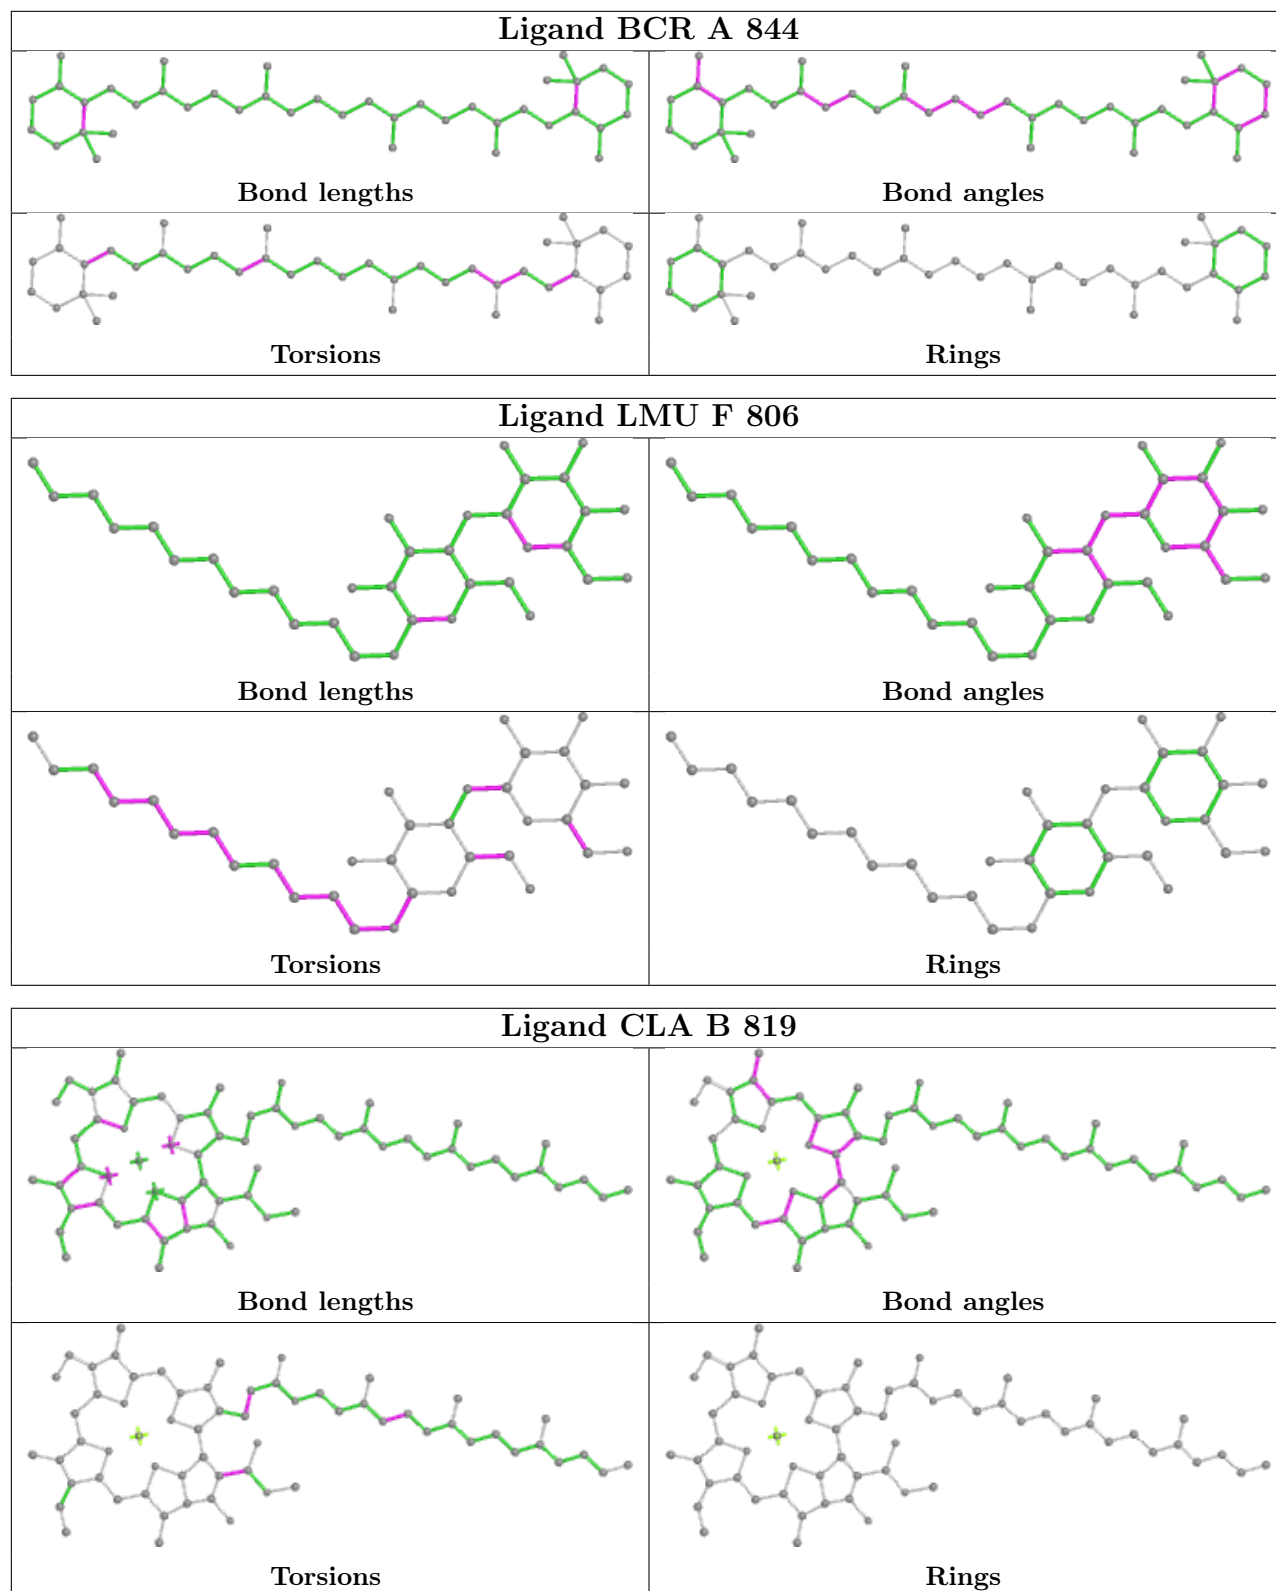 Ligand BCR A 844
Bond lengths
Bond angles
Torsions
Rings
Ligand LMU F 806
Bond lengths
Bond angles
Torsions
Rings
Ligand CLA B 819
Bond lengths
Bond angles
Torsions
Rings